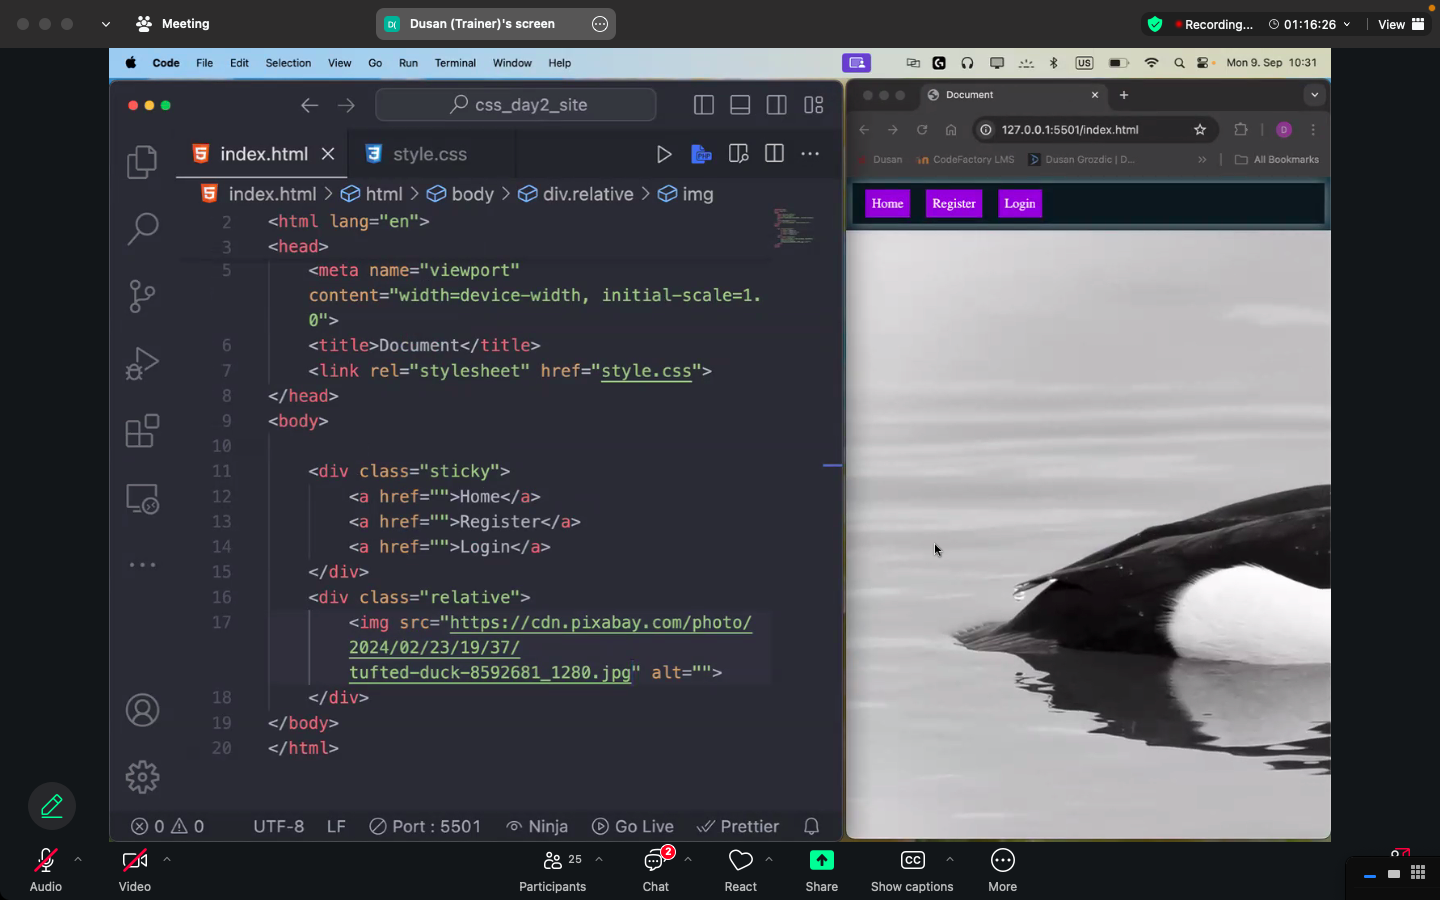 Meeting
D( Dusan (Trainer)'s screen
Recording...
01:16:26
View
Code File Edit Selection View Go Run Terminal Window Help
US
Mon 9. Sep 10:31
css_day2_site
Document
index.html
style.css
PHP
127.0.0.1:5501/index.html
D
Dusan
CodeFactory LMS
Dusan Grozdic | D...
All Bookmarks
index.html > html > body > div.relative > img
Home
Register
Login
2 <html lang="en">
3 <head>
5 <meta name="viewport"
content="width=device-width, initial-scale=1.
0">
6 <title>Document</title>
7 <link rel="stylesheet" href="style.css">
8 </head>
9 <body>
10
11 <div class="sticky">
12 <a href="">Home</a>
13 <a href="">Register</a>
14 <a href="">Login</a>
15 </div>
16 <div class="relative">
17 <img src="https://cdn.pixabay.com/photo/
2024/02/23/19/37/
tufted-duck-8592681_1280.jpg" alt="">
18 </div>
19 </body>
20 </html>
0 0 UTF-8 LF Port : 5501 Ninja Go Live Prettier
Audio
Video
25
Participants
2
Chat
React
Share
CC
Show captions
More